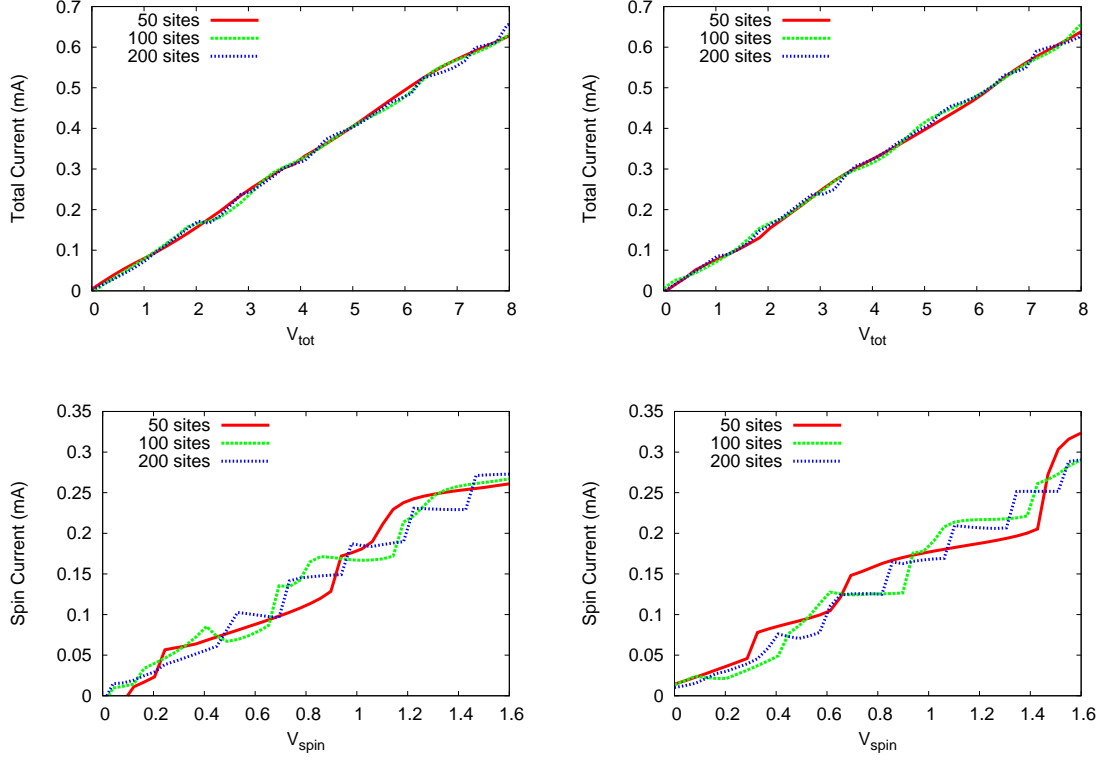 0.7
0.6
0.5
0.4
0.3
0.2
0.1
0
Total Current (mA)
50 sites
100 sites
200 sites
0 1 2 3 4 5 6 7 8
V_tot
0.7
0.6
0.5
0.4
0.3
0.2
0.1
0
Total Current (mA)
50 sites
100 sites
200 sites
0 1 2 3 4 5 6 7 8
V_tot
0.35
0.3
0.25
0.2
0.15
0.1
0.05
0
Spin Current (mA)
50 sites
100 sites
200 sites
0 0.2 0.4 0.6 0.8 1 1.2 1.4 1.6
V_spin
0.35
0.3
0.25
0.2
0.15
0.1
0.05
0
Spin Current (mA)
50 sites
100 sites
200 sites
0 0.2 0.4 0.6 0.8 1 1.2 1.4 1.6
V_spin